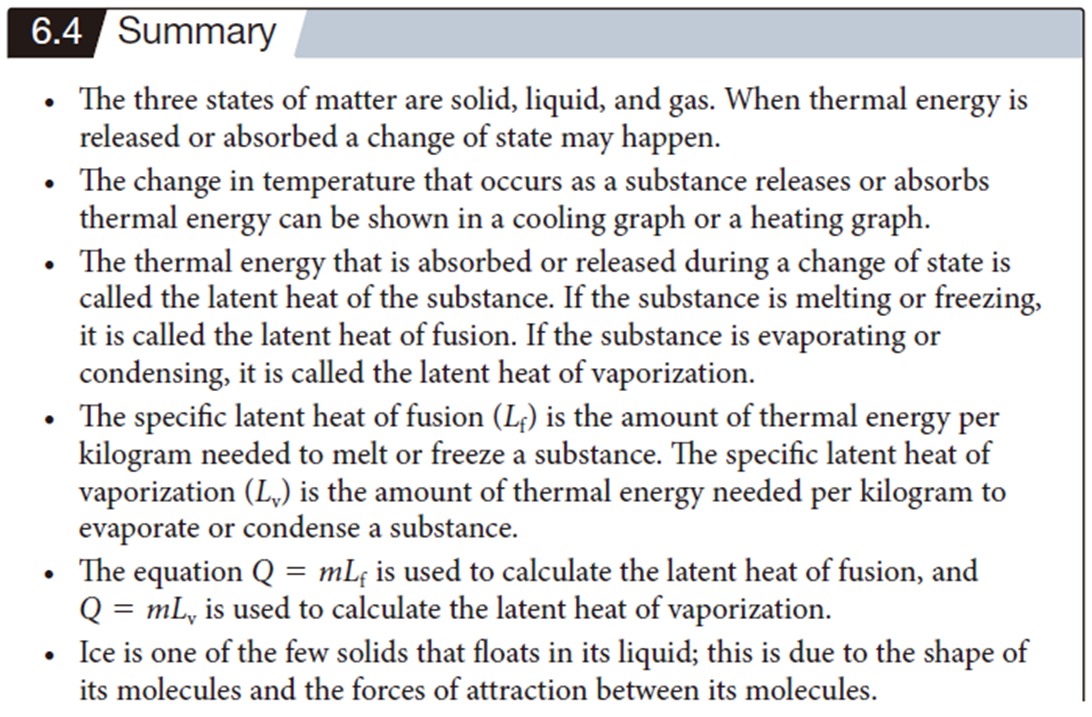 6.4 Summary
• The three states of matter are solid, liquid, and gas. When thermal energy is
released or absorbed a change of state may happen.
• The change in temperature that occurs as a substance releases or absorbs
thermal energy can be shown in a cooling graph or a heating graph.
• The thermal energy that is absorbed or released during a change of state is
called the latent heat of the substance. If the substance is melting or freezing,
it is called the latent heat of fusion. If the substance is evaporating or
condensing, it is called the latent heat of vaporization.
• The specific latent heat of fusion (L_f) is the amount of thermal energy per
kilogram needed to melt or freeze a substance. The specific latent heat of
vaporization (L_v) is the amount of thermal energy needed per kilogram to
evaporate or condense a substance.
• The equation Q = mL_f is used to calculate the latent heat of fusion, and
Q = mL_v is used to calculate the latent heat of vaporization.
• Ice is one of the few solids that floats in its liquid; this is due to the shape of
its molecules and the forces of attraction between its molecules.